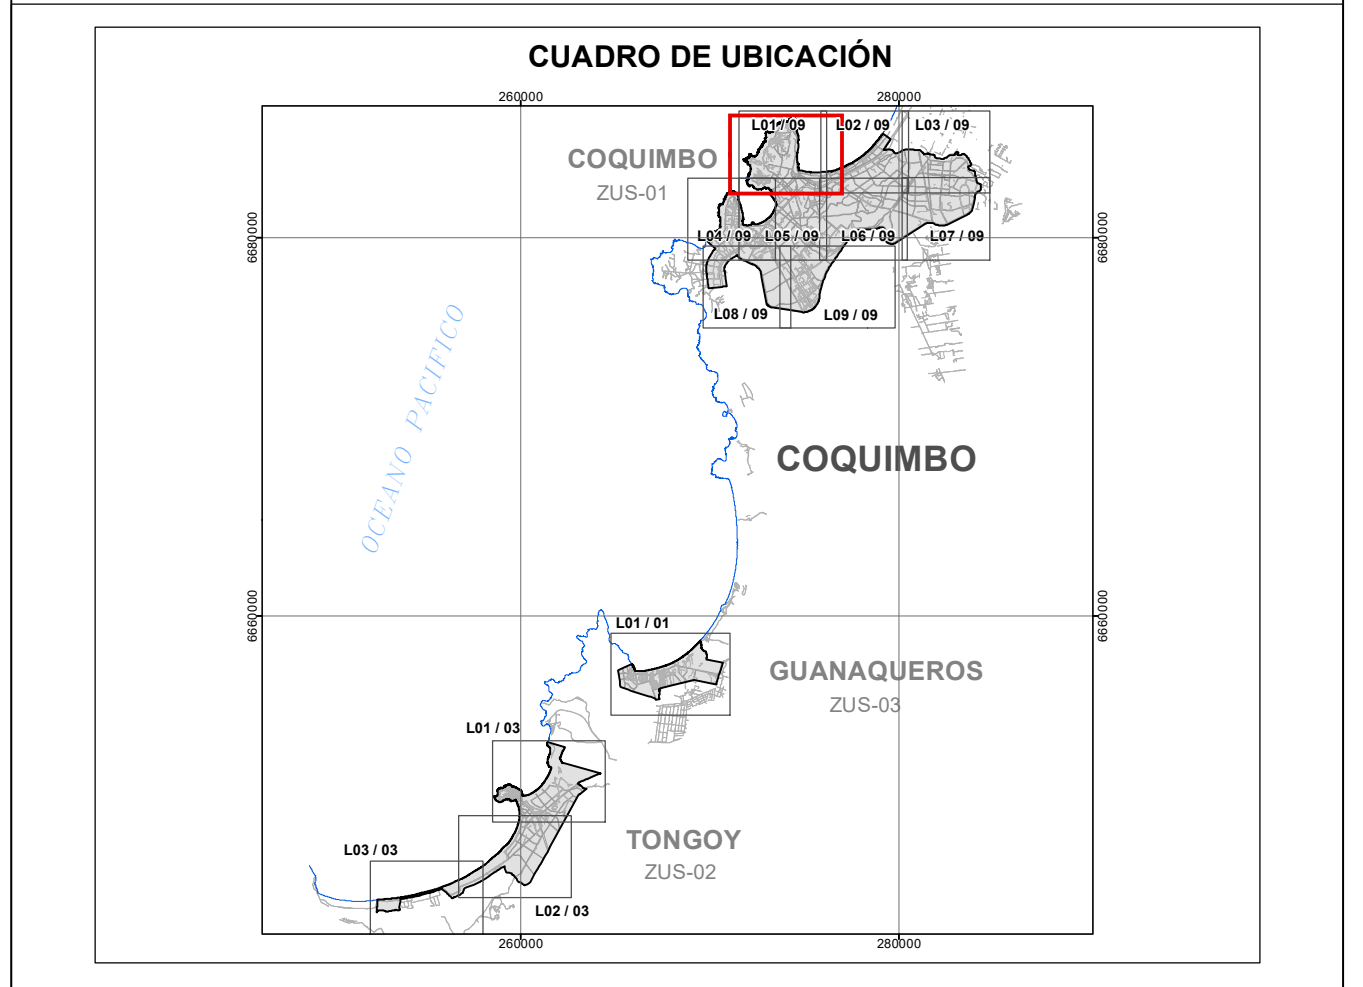 CUADRO DE UBICACIÓN
260000
280000
L01 / 09
L02 / 09
L03 / 09
COQUIMBO
ZUS-01
6680000
6680000
L04 / 09
L05 / 09
L06 / 09
L07 / 09
L08 / 09
L09 / 09
OCEANO PACIFICO
COQUIMBO
6660000
6660000
L01 / 01
GUANAQUEROS
ZUS-03
L01 / 03
TONGOY
ZUS-02
L03 / 03
L02 / 03
260000
280000